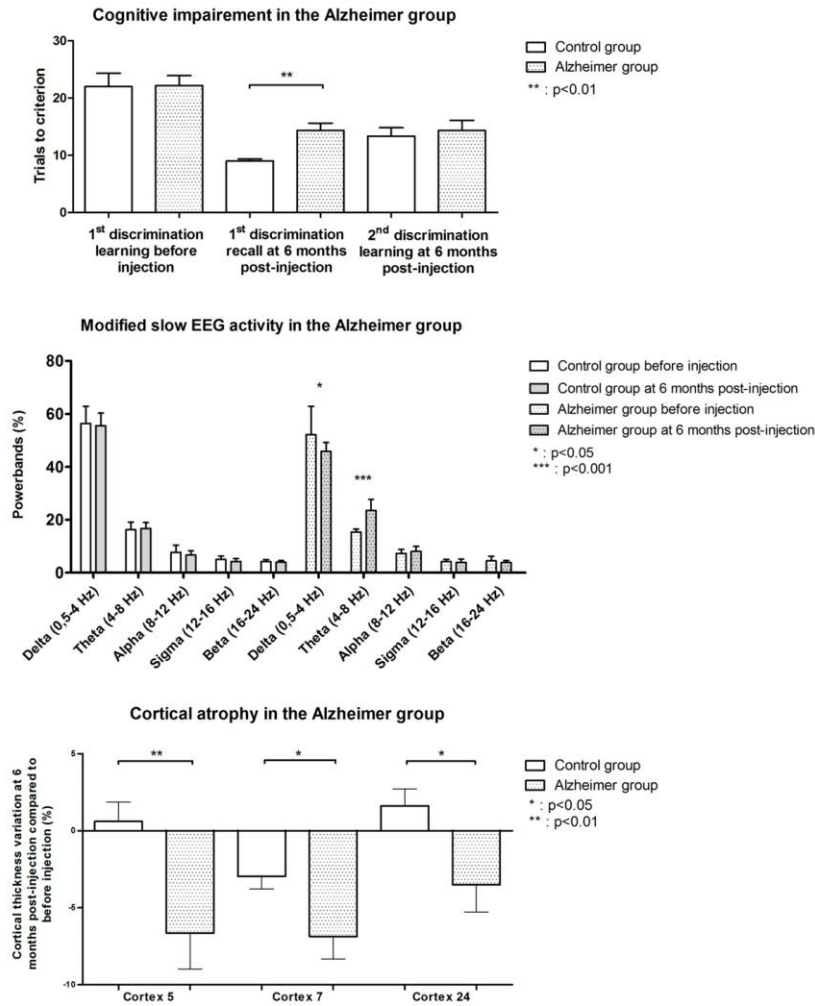 Cognitive impairement in the Alzheimer group
30
20
10
0
Trials to criterion
**
Control group
Alzheimer group
** : p<0.01
1st discrimination
learning before
injection
1st discrimination
recall at 6 months
post-injection
2nd discrimination
learning at 6 months
post-injection
Modified slow EEG activity in the Alzheimer group
80
60
40
20
0
Powerbands (%)
*
***
Control group before injection
Control group at 6 months post-injection
Alzheimer group before injection
Alzheimer group at 6 months post-injection
* : p<0.05
*** : p<0.001
Delta (0,5-4 Hz)
Theta (4-8 Hz)
Alpha (8-12 Hz)
Sigma (12-16 Hz)
Beta (16-24 Hz)
Delta (0,5-4 Hz)
Theta (4-8 Hz)
Alpha (8-12 Hz)
Sigma (12-16 Hz)
Beta (16-24 Hz)
Cortical atrophy in the Alzheimer group
5
0
-5
-10
Cortical thickness variation at 6
months post-injection compared to
before injection (%)
**
*
*
Control group
Alzheimer group
* : p<0.05
** : p<0.01
Cortex 5
Cortex 7
Cortex 24